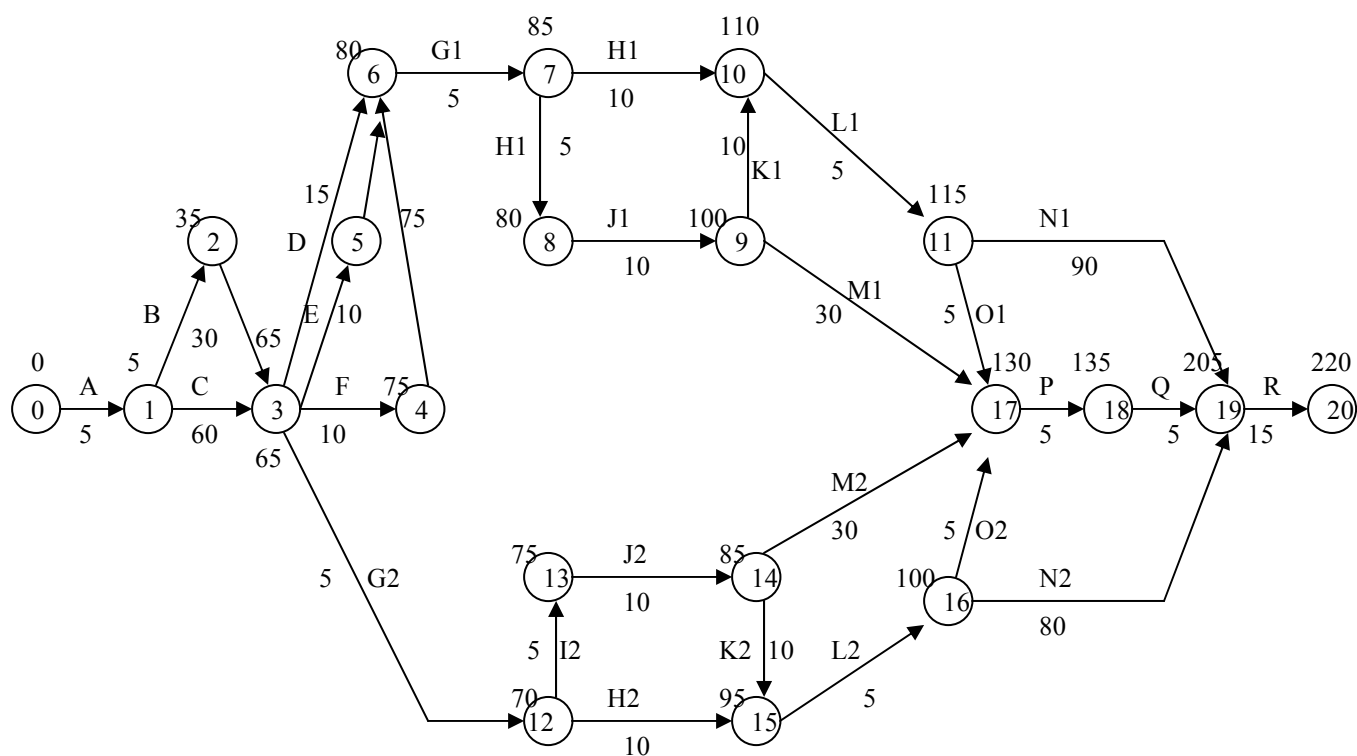 85 110
80 G1 H1
6 7 10
5 10
L1
H1 5 10
15 K1 5
115
35 75 80 J1 100 N1
2 D 5 8 9 11
10 90
M1
B E 10 30 5 O1
30 65
0 5 130 135 205 220
A C F 75 P Q R
0 1 3 4 17 18 19 20
5 60 10 5 5 15
65
M2
30 5 O2
75 J2 85
5 G2 13 14 100 N2
10 16
80
5 I2 K2 10 L2
70 H2 95 5
12 15
10